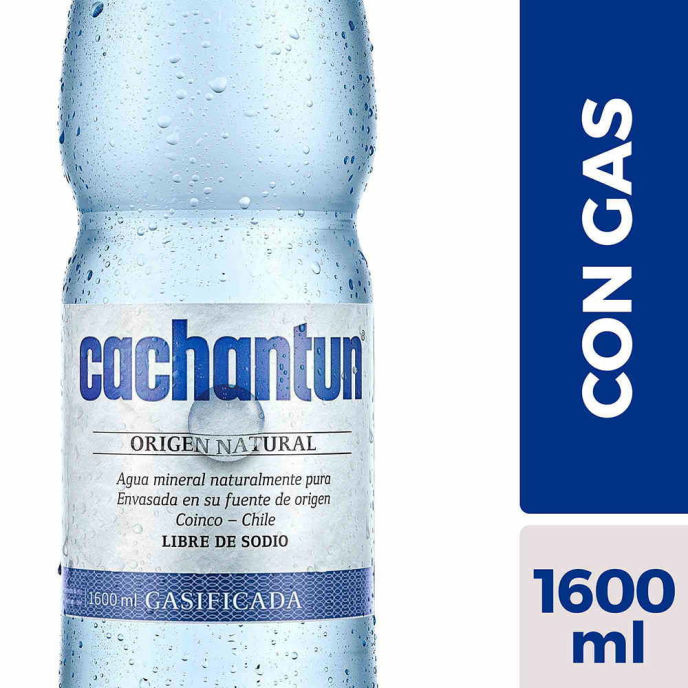 cachantun®
ORIGEN NATURAL
Agua mineral naturalmente pura
Envasada en su fuente de origen
Coinco – Chile
LIBRE DE SODIO
1600 ml GASIFICADA
CON GAS
1600
ml